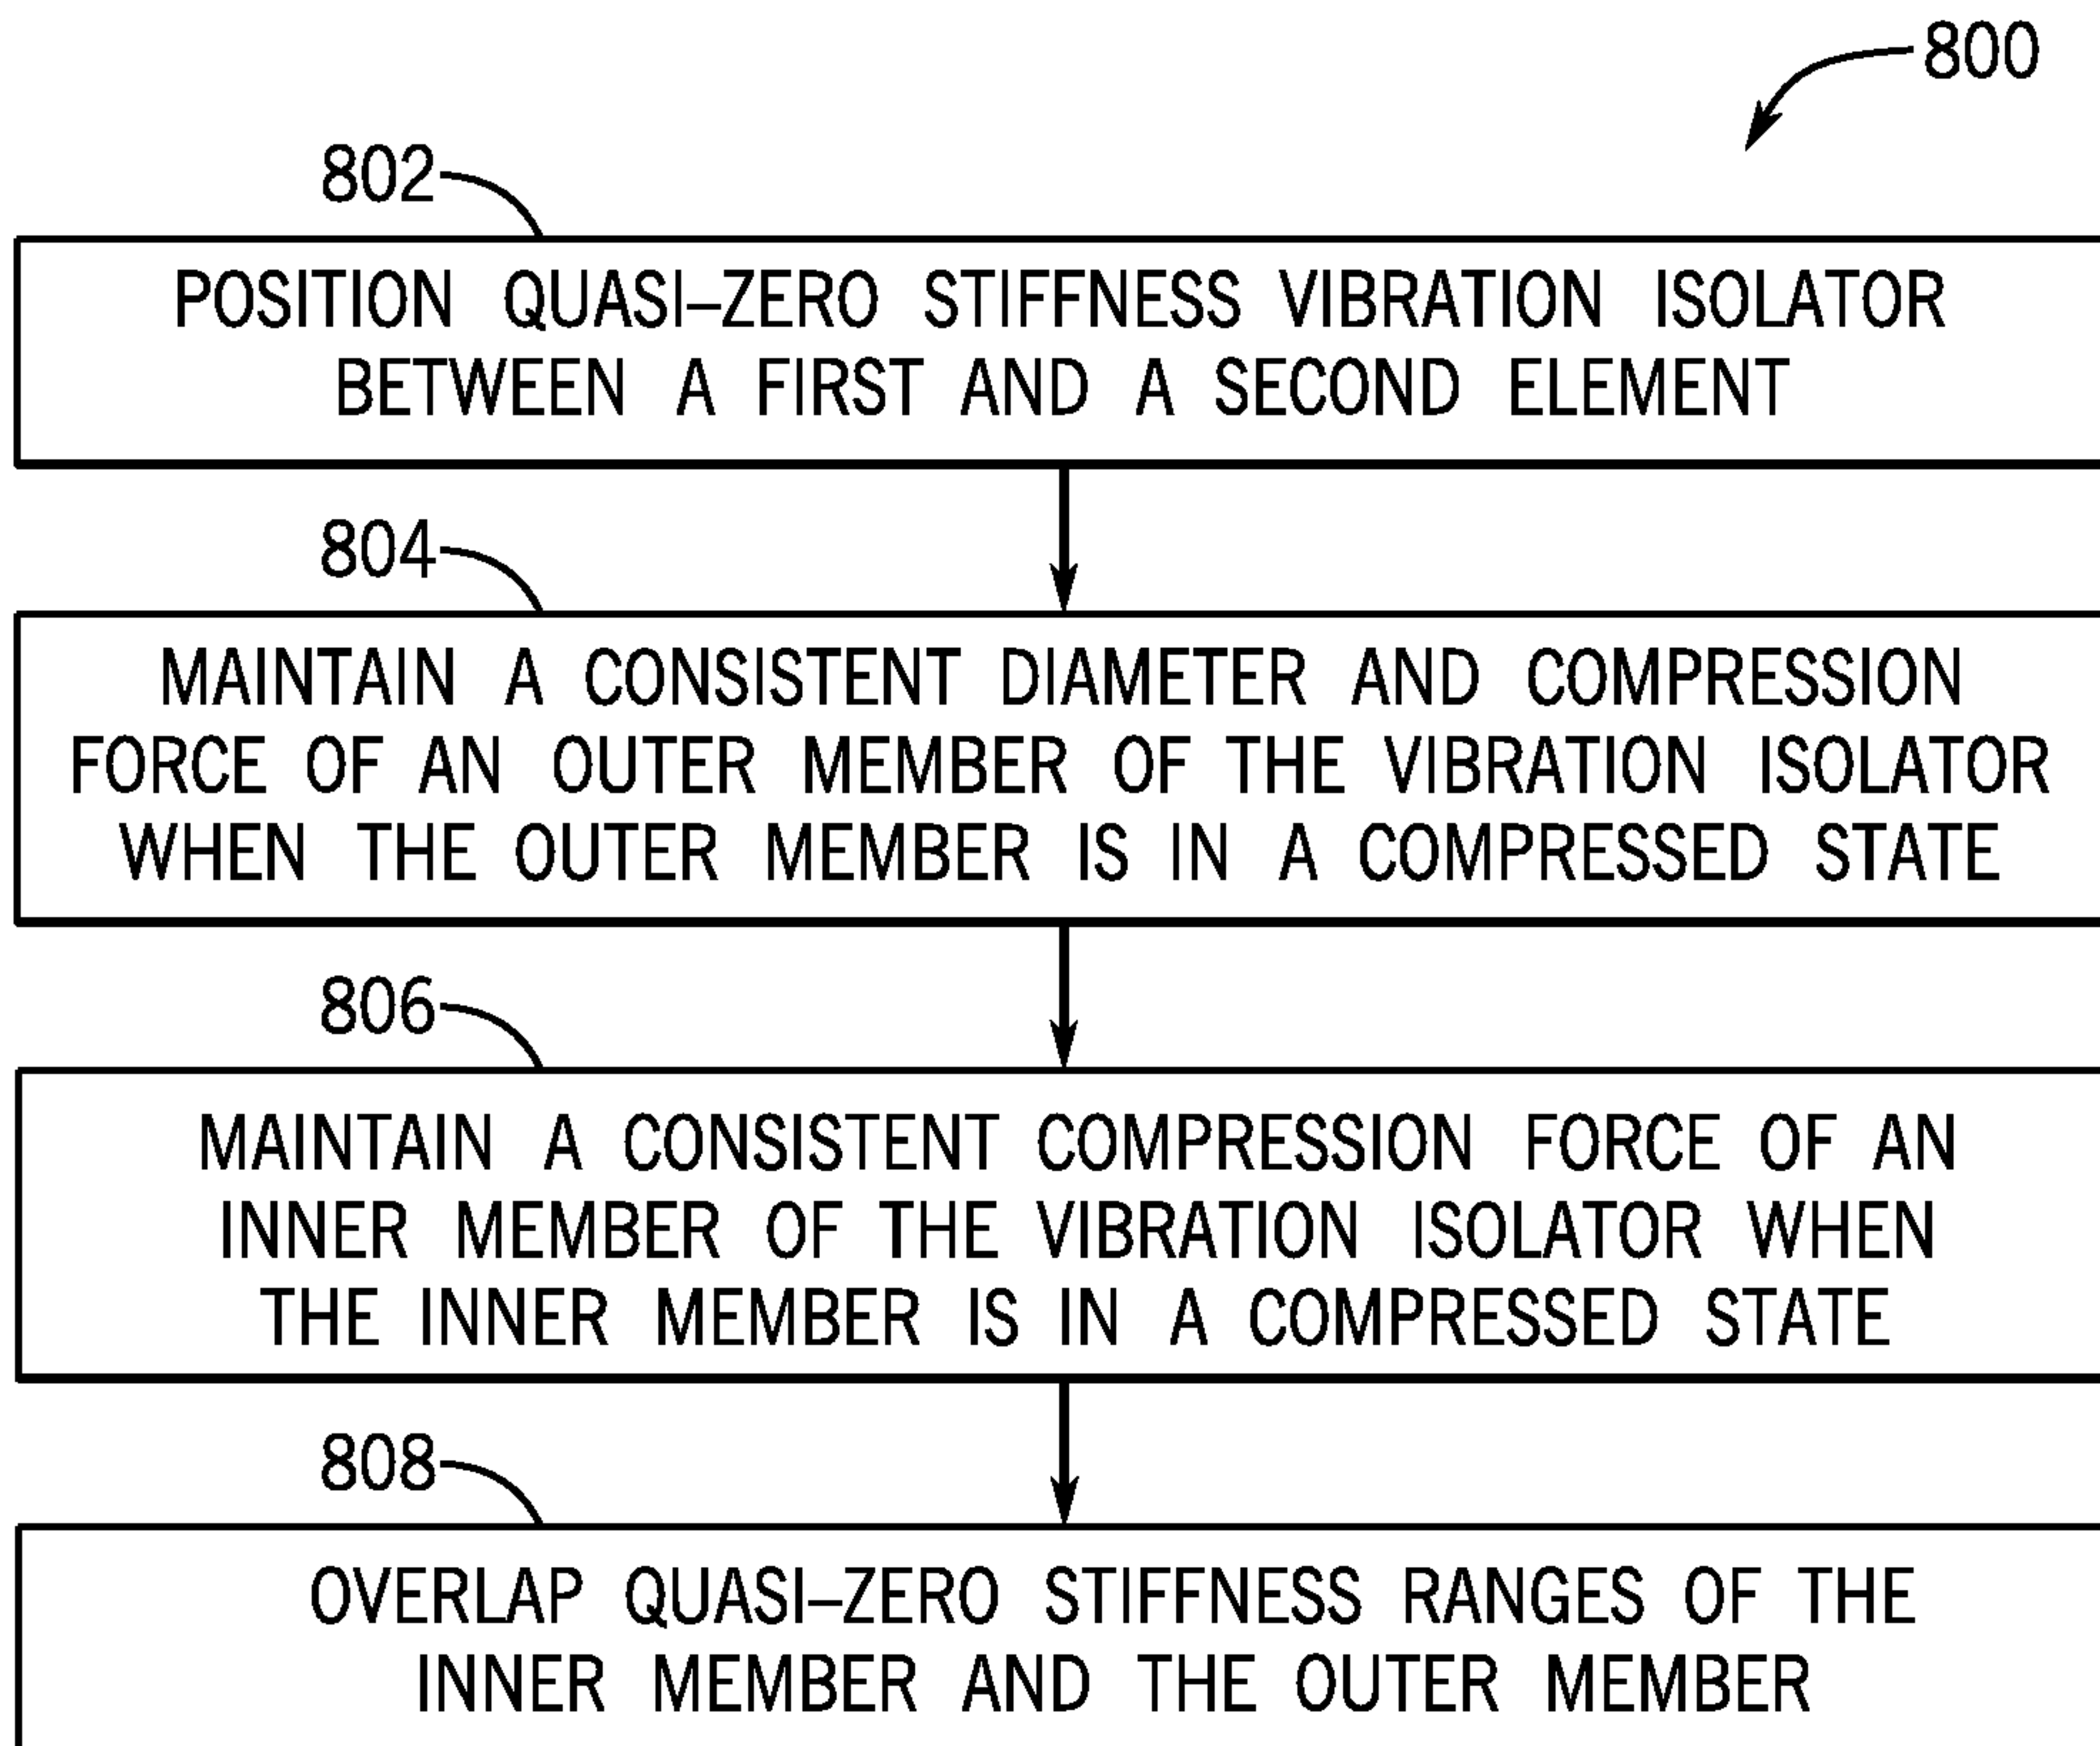 800
802
POSITION QUASI–ZERO STIFFNESS VIBRATION ISOLATOR
BETWEEN A FIRST AND A SECOND ELEMENT
804
MAINTAIN A CONSISTENT DIAMETER AND COMPRESSION
FORCE OF AN OUTER MEMBER OF THE VIBRATION ISOLATOR
WHEN THE OUTER MEMBER IS IN A COMPRESSED STATE
806
MAINTAIN A CONSISTENT COMPRESSION FORCE OF AN
INNER MEMBER OF THE VIBRATION ISOLATOR WHEN
THE INNER MEMBER IS IN A COMPRESSED STATE
808
OVERLAP QUASI–ZERO STIFFNESS RANGES OF THE
INNER MEMBER AND THE OUTER MEMBER